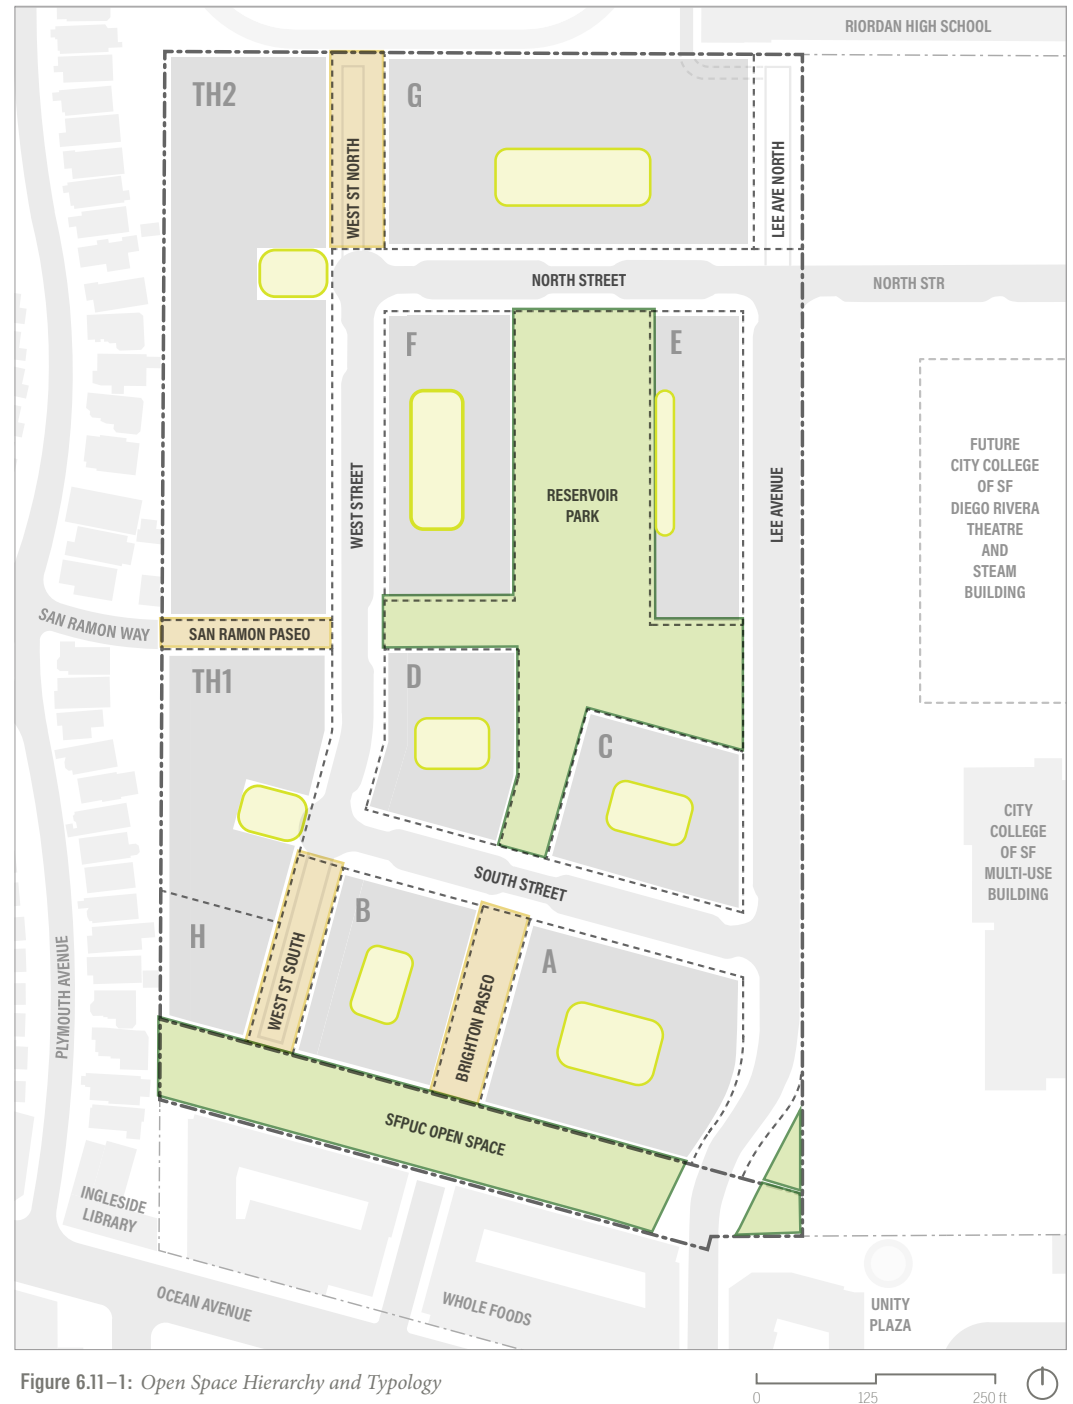 RIORDAN HIGH SCHOOL
TH2
G
WEST ST NORTH
LEE AVE NORTH
NORTH STREET
NORTH STR
F
E
RESERVOIR
PARK
WEST STREET
LEE AVENUE
FUTURE
CITY COLLEGE
OF SF
DIEGO RIVERA
THEATRE
AND
STEAM
BUILDING
SAN RAMON WAY
SAN RAMON PASEO
TH1
D
C
CITY
COLLEGE
OF SF
MULTI-USE
BUILDING
SOUTH STREET
H
B
A
WEST ST SOUTH
BRIGHTON PASEO
PLYMOUTH AVENUE
SFPUC OPEN SPACE
INGLESIDE
LIBRARY
OCEAN AVENUE
WHOLE FOODS
UNITY
PLAZA
Figure 6.11–1: Open Space Hierarchy and Typology
0 125 250 ft